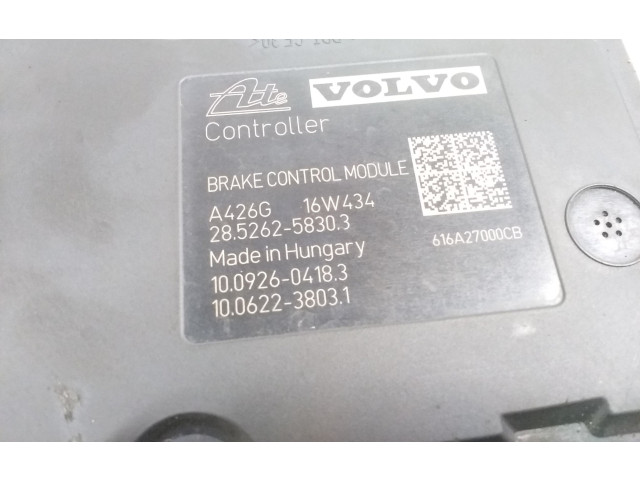 Ate VOLVO
Controller
BRAKE CONTROL MODULE
A426G 16W434
28.5262-5830.3
Made in Hungary
616A27000CB
10.0926-0418.3
10.0622-3803.1